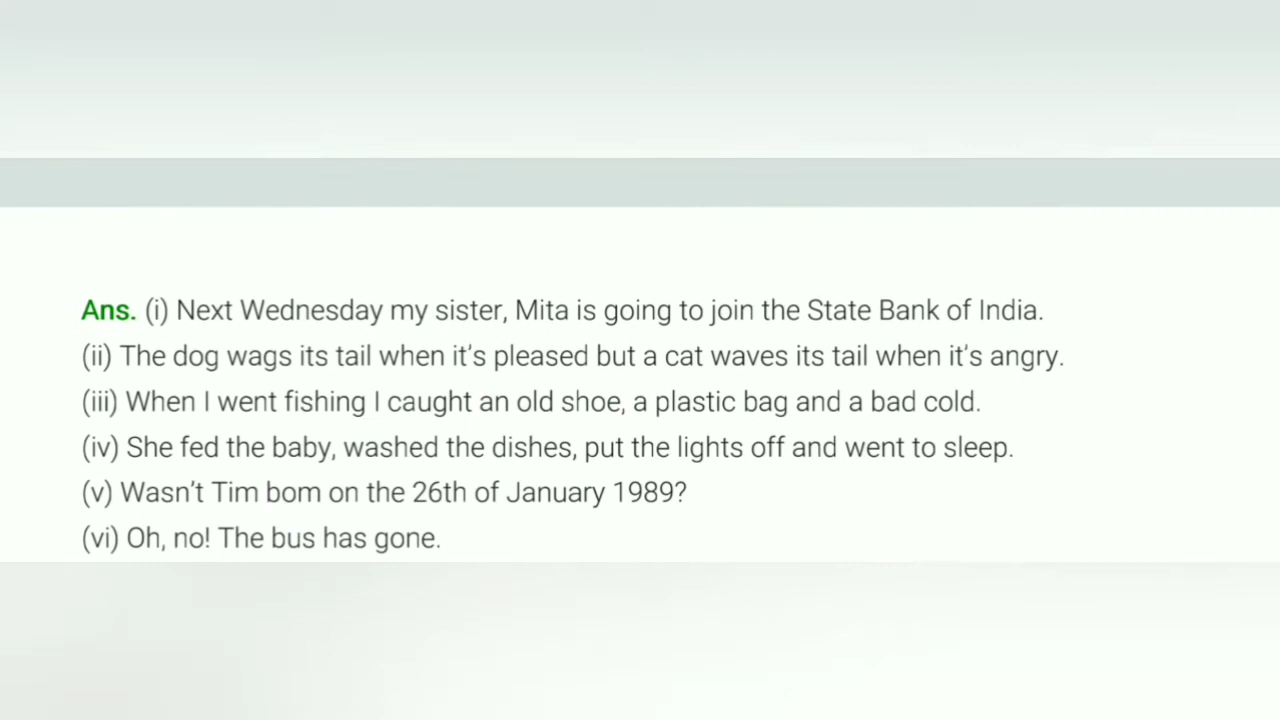 Ans. (i) Next Wednesday my sister, Mita is going to join the State Bank of India.
(ii) The dog wags its tail when it's pleased but a cat waves its tail when it's angry.
(iii) When I went fishing I caught an old shoe, a plastic bag and a bad cold.
(iv) She fed the baby, washed the dishes, put the lights off and went to sleep.
(v) Wasn't Tim bom on the 26th of January 1989?
(vi) Oh, no! The bus has gone.